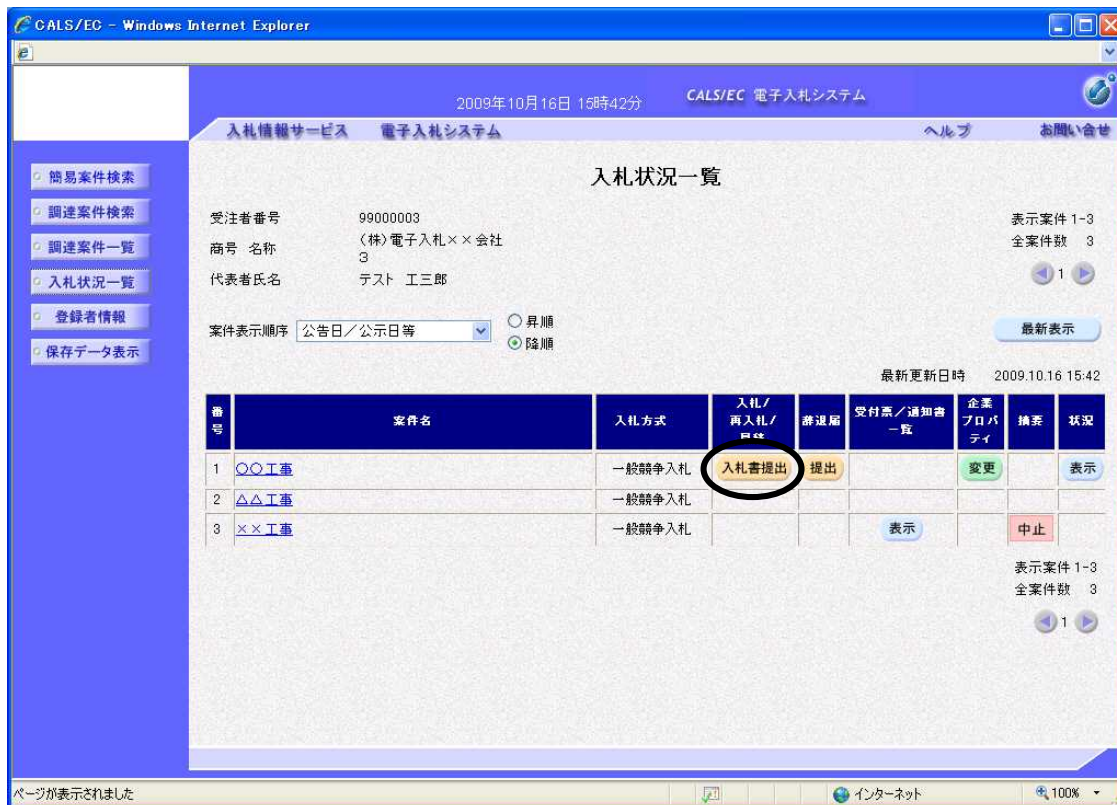 CALS/EC - Windows Internet Explorer
2009年10月16日 15時42分 CALS/EC 電子入札システム
入札情報サービス 電子入札システム ヘルプ お問い合せ
簡易案件検索
調達案件検索
調達案件一覧
入札状況一覧
登録者情報
保存データ表示
入札状況一覧
受注者番号 99000003
商号 名称 (株)電子入札××会社
3
代表者氏名 テスト 工三郎
表示案件 1-3
全案件数 3
1
案件表示順序 公告日/公示日等
昇順
降順
最新表示
最新更新日時 2009.10.16 15:42
番号 案件名 入札方式 入札/再入札/ 辞退届 受付票/通知書一覧 企業プロパティ 摘要 状況
1 〇〇工事 一般競争入札 入札書提出 提出 変更 表示
2 △△工事 一般競争入札
3 ××工事 一般競争入札 表示 中止
表示案件 1-3
全案件数 3
1
ページが表示されました インターネット 100%